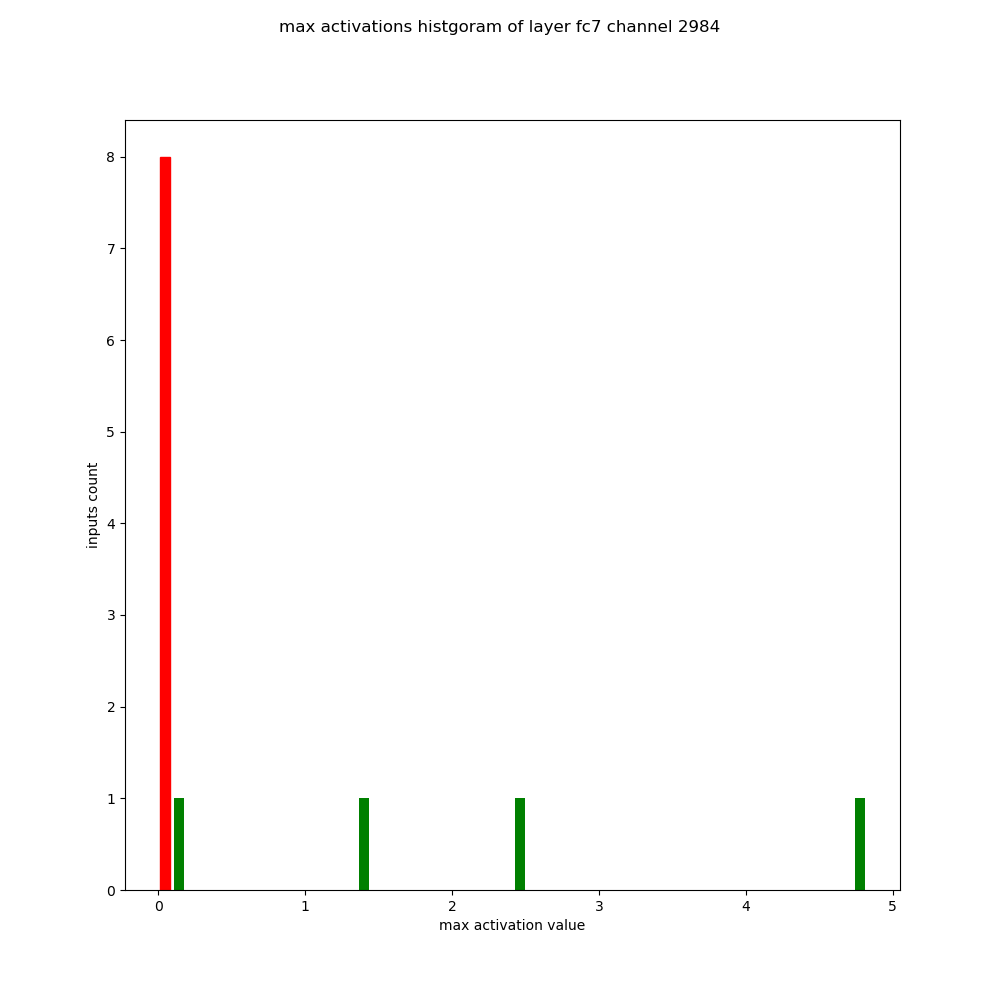 max activations histgoram of layer fc7 channel 2984
8
7
6
5
4
3
2
1
0
inputs count
0 1 2 3 4 5
max activation value